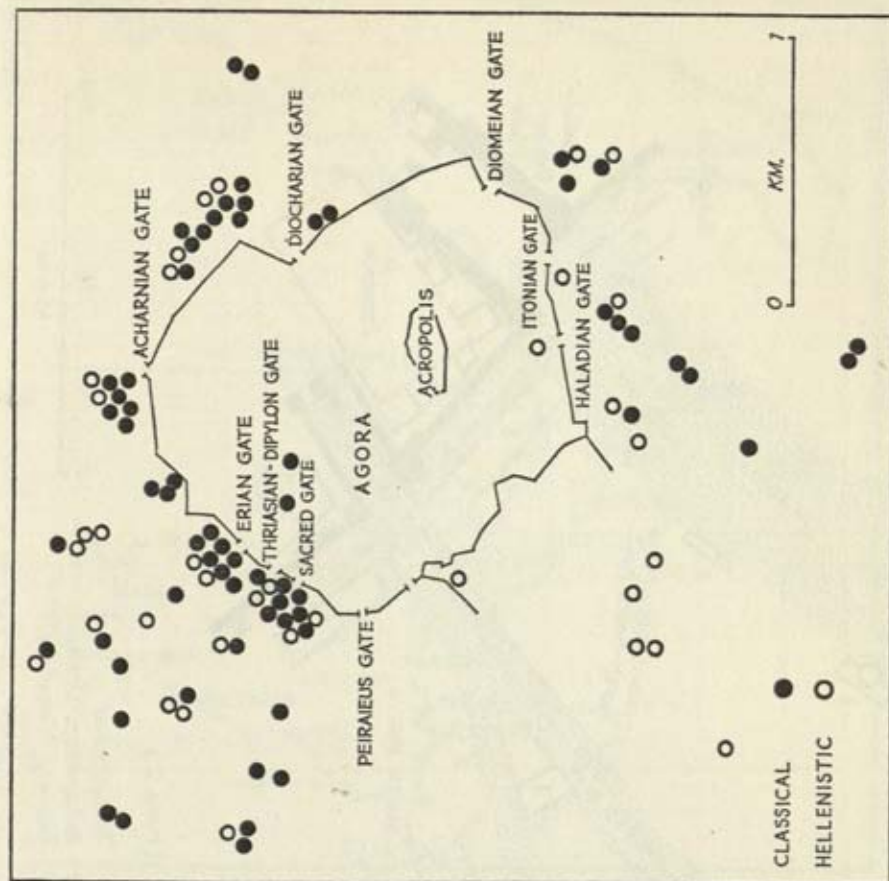 ACHARNIAN GATE
DIOCHARIAN GATE
ERIAN GATE
THRIASIAN-DIPYLON GATE
SACRED GATE
AGORA
ACROPOLIS
DIOMEIAN GATE
PEIRAIEUS GATE
ITONIAN GATE
HALADIAN GATE
0 KM. 1
CLASSICAL
HELLENISTIC